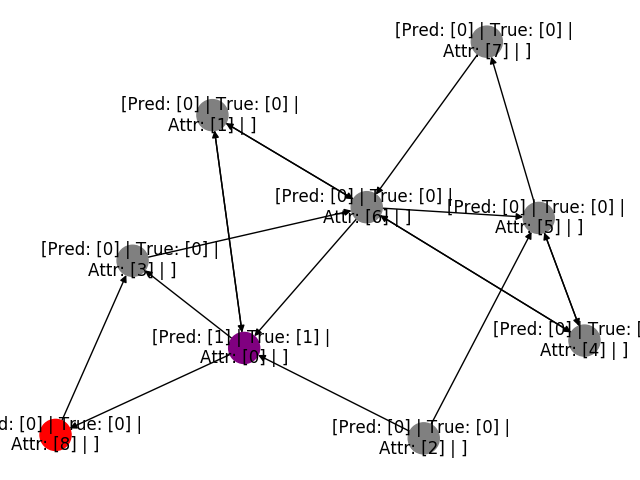 [Pred: [0] | True: [0] |
Attr: [7] | ]
[Pred: [0] | True: [0] |
Attr: [1] | ]
[Pred: [0] | True: [0] |
Attr: [6] | ]
[Pred: [0] | True: [0] |
Attr: [5] | ]
[Pred: [0] | True: [0] |
Attr: [3] | ]
[Pred: [0] | True: [
Attr: [4] | ]
[Pred: [1] | True: [1] |
Attr: [0] | ]
d: [0] | True: [0] |
Attr: [8] | ]
[Pred: [0] | True: [0] |
Attr: [2] | ]